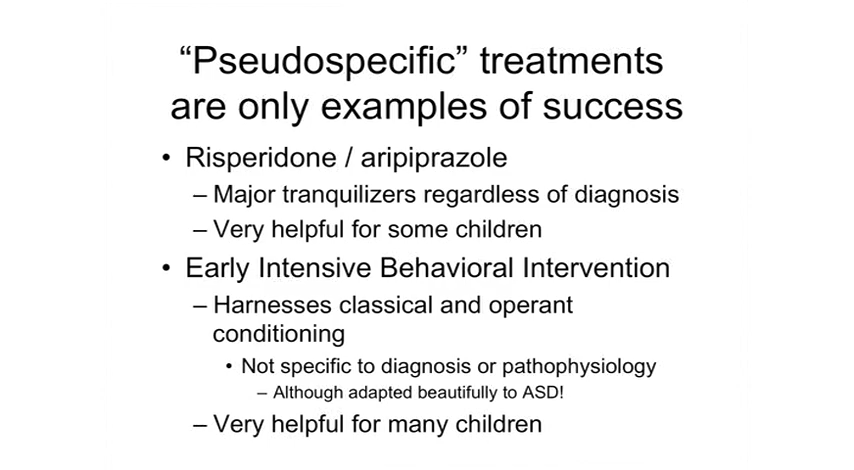 “Pseudospecific” treatments
are only examples of success
• Risperidone / aripiprazole
– Major tranquilizers regardless of diagnosis
– Very helpful for some children
• Early Intensive Behavioral Intervention
– Harnesses classical and operant
conditioning
• Not specific to diagnosis or pathophysiology
– Although adapted beautifully to ASD!
– Very helpful for many children